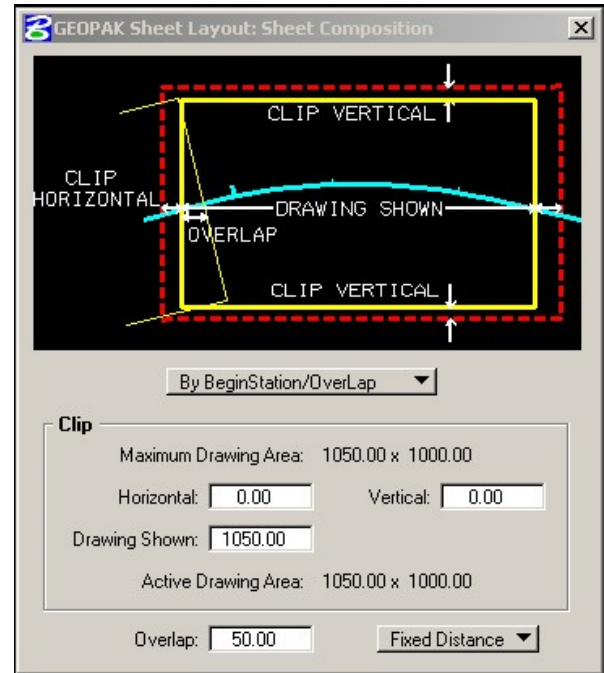 GEOPAK Sheet Layout: Sheet Composition
CLIP VERTICAL
CLIP
HORIZONTAL
DRAWING SHOWN
OVERLAP
CLIP VERTICAL
By BeginStation/OverLap
Clip
Maximum Drawing Area: 1050.00 x 1000.00
Horizontal: 0.00 Vertical: 0.00
Drawing Shown: 1050.00
Active Drawing Area: 1050.00 x 1000.00
Overlap: 50.00 Fixed Distance